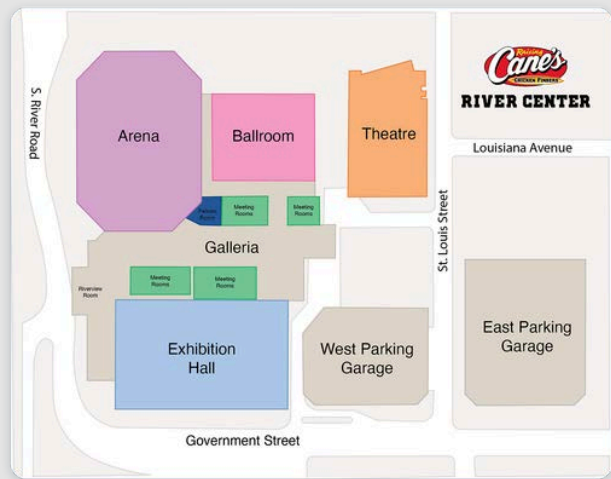 Raising
Cane's
CHICKEN FINGERS
RIVER CENTER
S. River Road
Arena
Ballroom
Theatre
Louisiana Avenue
St. Louis Street
Meeting
Rooms
Meeting
Rooms
Galleria
Riverview
Room
Meeting
Rooms
Meeting
Rooms
Exhibition
Hall
West Parking
Garage
East Parking
Garage
Government Street